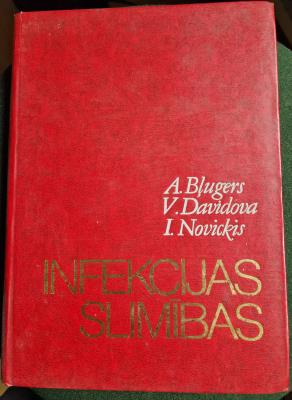 A. Bļugers
V. Davidova
I. Novickis
INFEKCIJAS
SLIMĪBAS